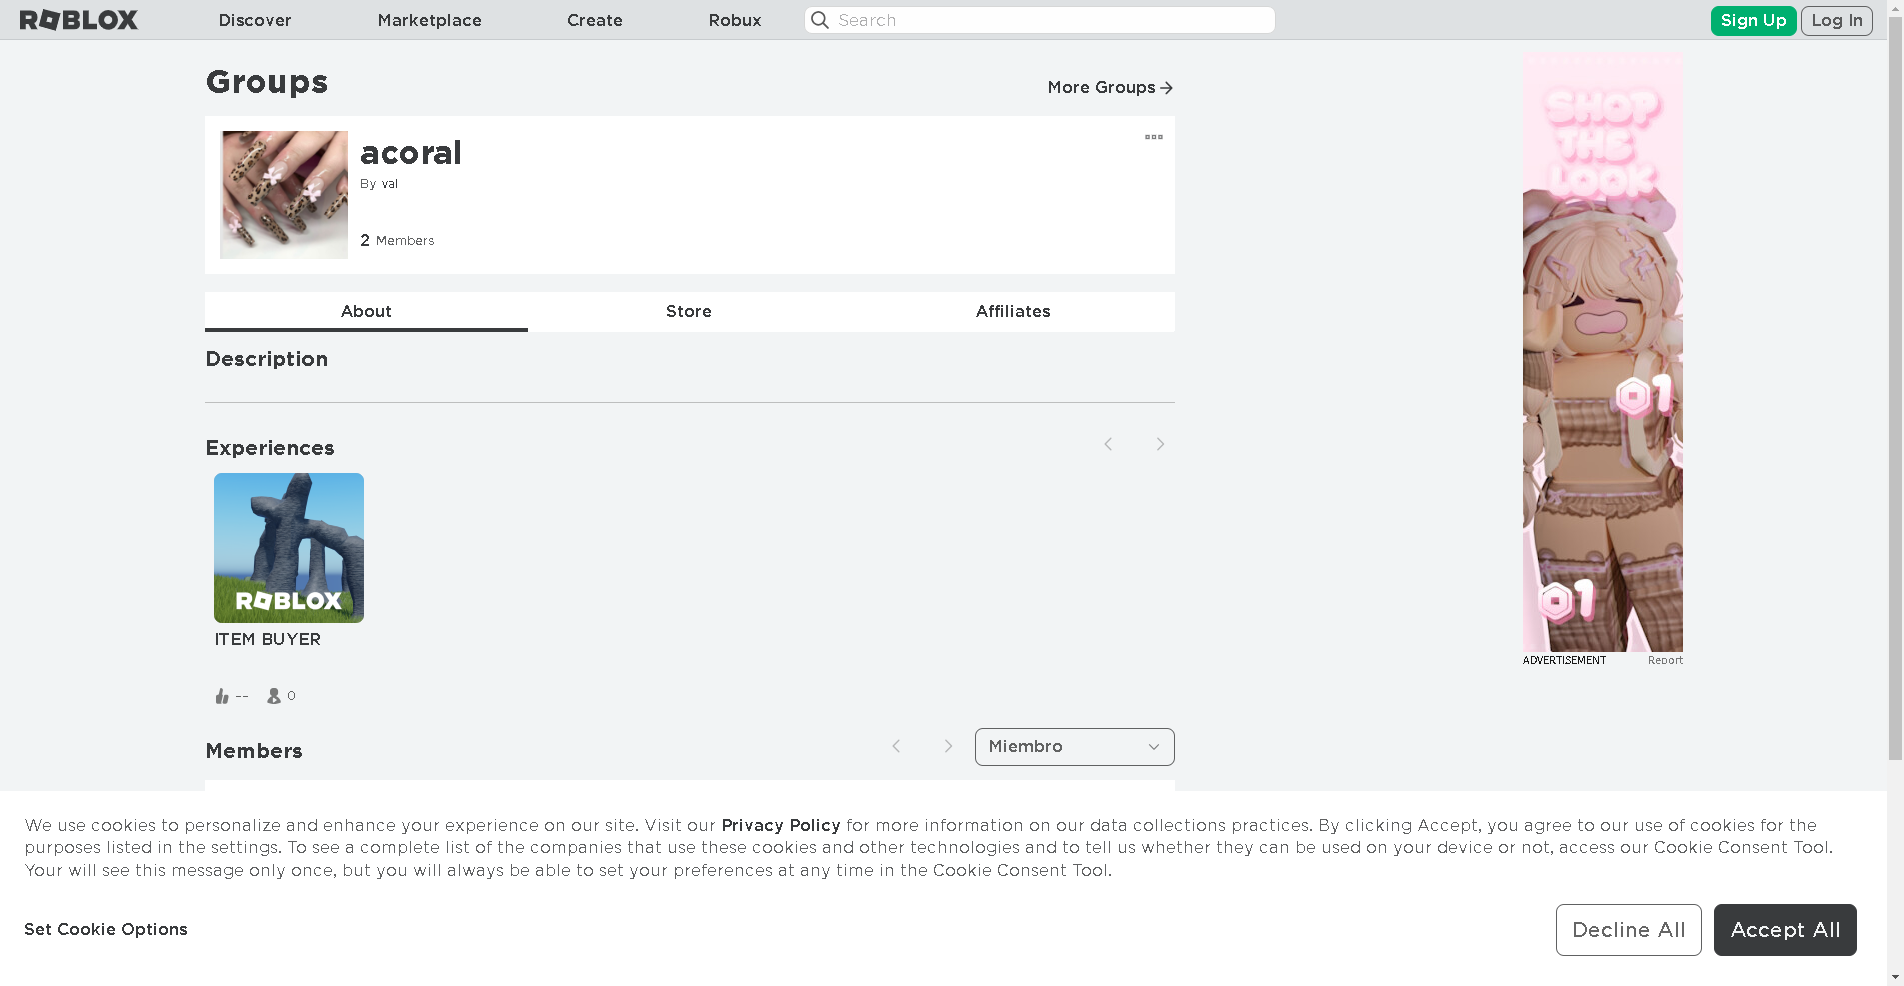 ROBLOX Discover Marketplace Create Robux Search Sign Up Log In
Groups
More Groups
acoral
By val
2 Members
About Store Affiliates
Description
Experiences
ROBLOX
ITEM BUYER
-- 0
Members
Miembro
SHOP
THE
LOOK
1
1
ADVERTISEMENT Report
We use cookies to personalize and enhance your experience on our site. Visit our Privacy Policy for more information on our data collections practices. By clicking Accept, you agree to our use of cookies for the
purposes listed in the settings. To see a complete list of the companies that use these cookies and other technologies and to tell us whether they can be used on your device or not, access our Cookie Consent Tool.
Your will see this message only once, but you will always be able to set your preferences at any time in the Cookie Consent Tool.
Set Cookie Options
Decline All
Accept All